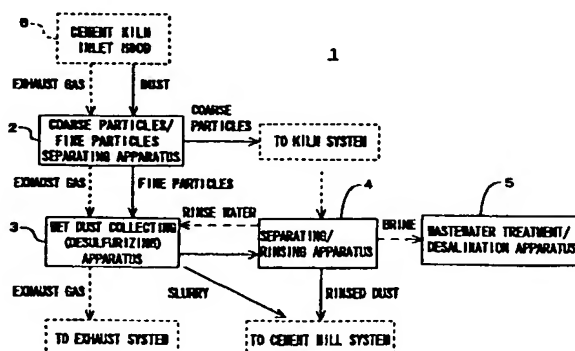 6
CEMENT KILN
INLET HOOD
1
EXHAUST GAS
DUST
2
COARSE PARTICLES/
FINE PARTICLES
SEPARATING APPARATUS
COARSE
PARTICLES
TO KILN SYSTEM
EXHAUST GAS
FINE PARTICLES
3
WET DUST COLLECTING
(DESULFURIZING)
APPARATUS
RINSE WATER
4
SEPARATING/
RINSING APPARATUS
BRINE
5
WASTEWATER TREATMENT/
DESALINATION APPARATUS
EXHAUST GAS
SLURRY
RINSED DUST
TO EXHAUST SYSTEM
TO CEMENT MILL SYSTEM